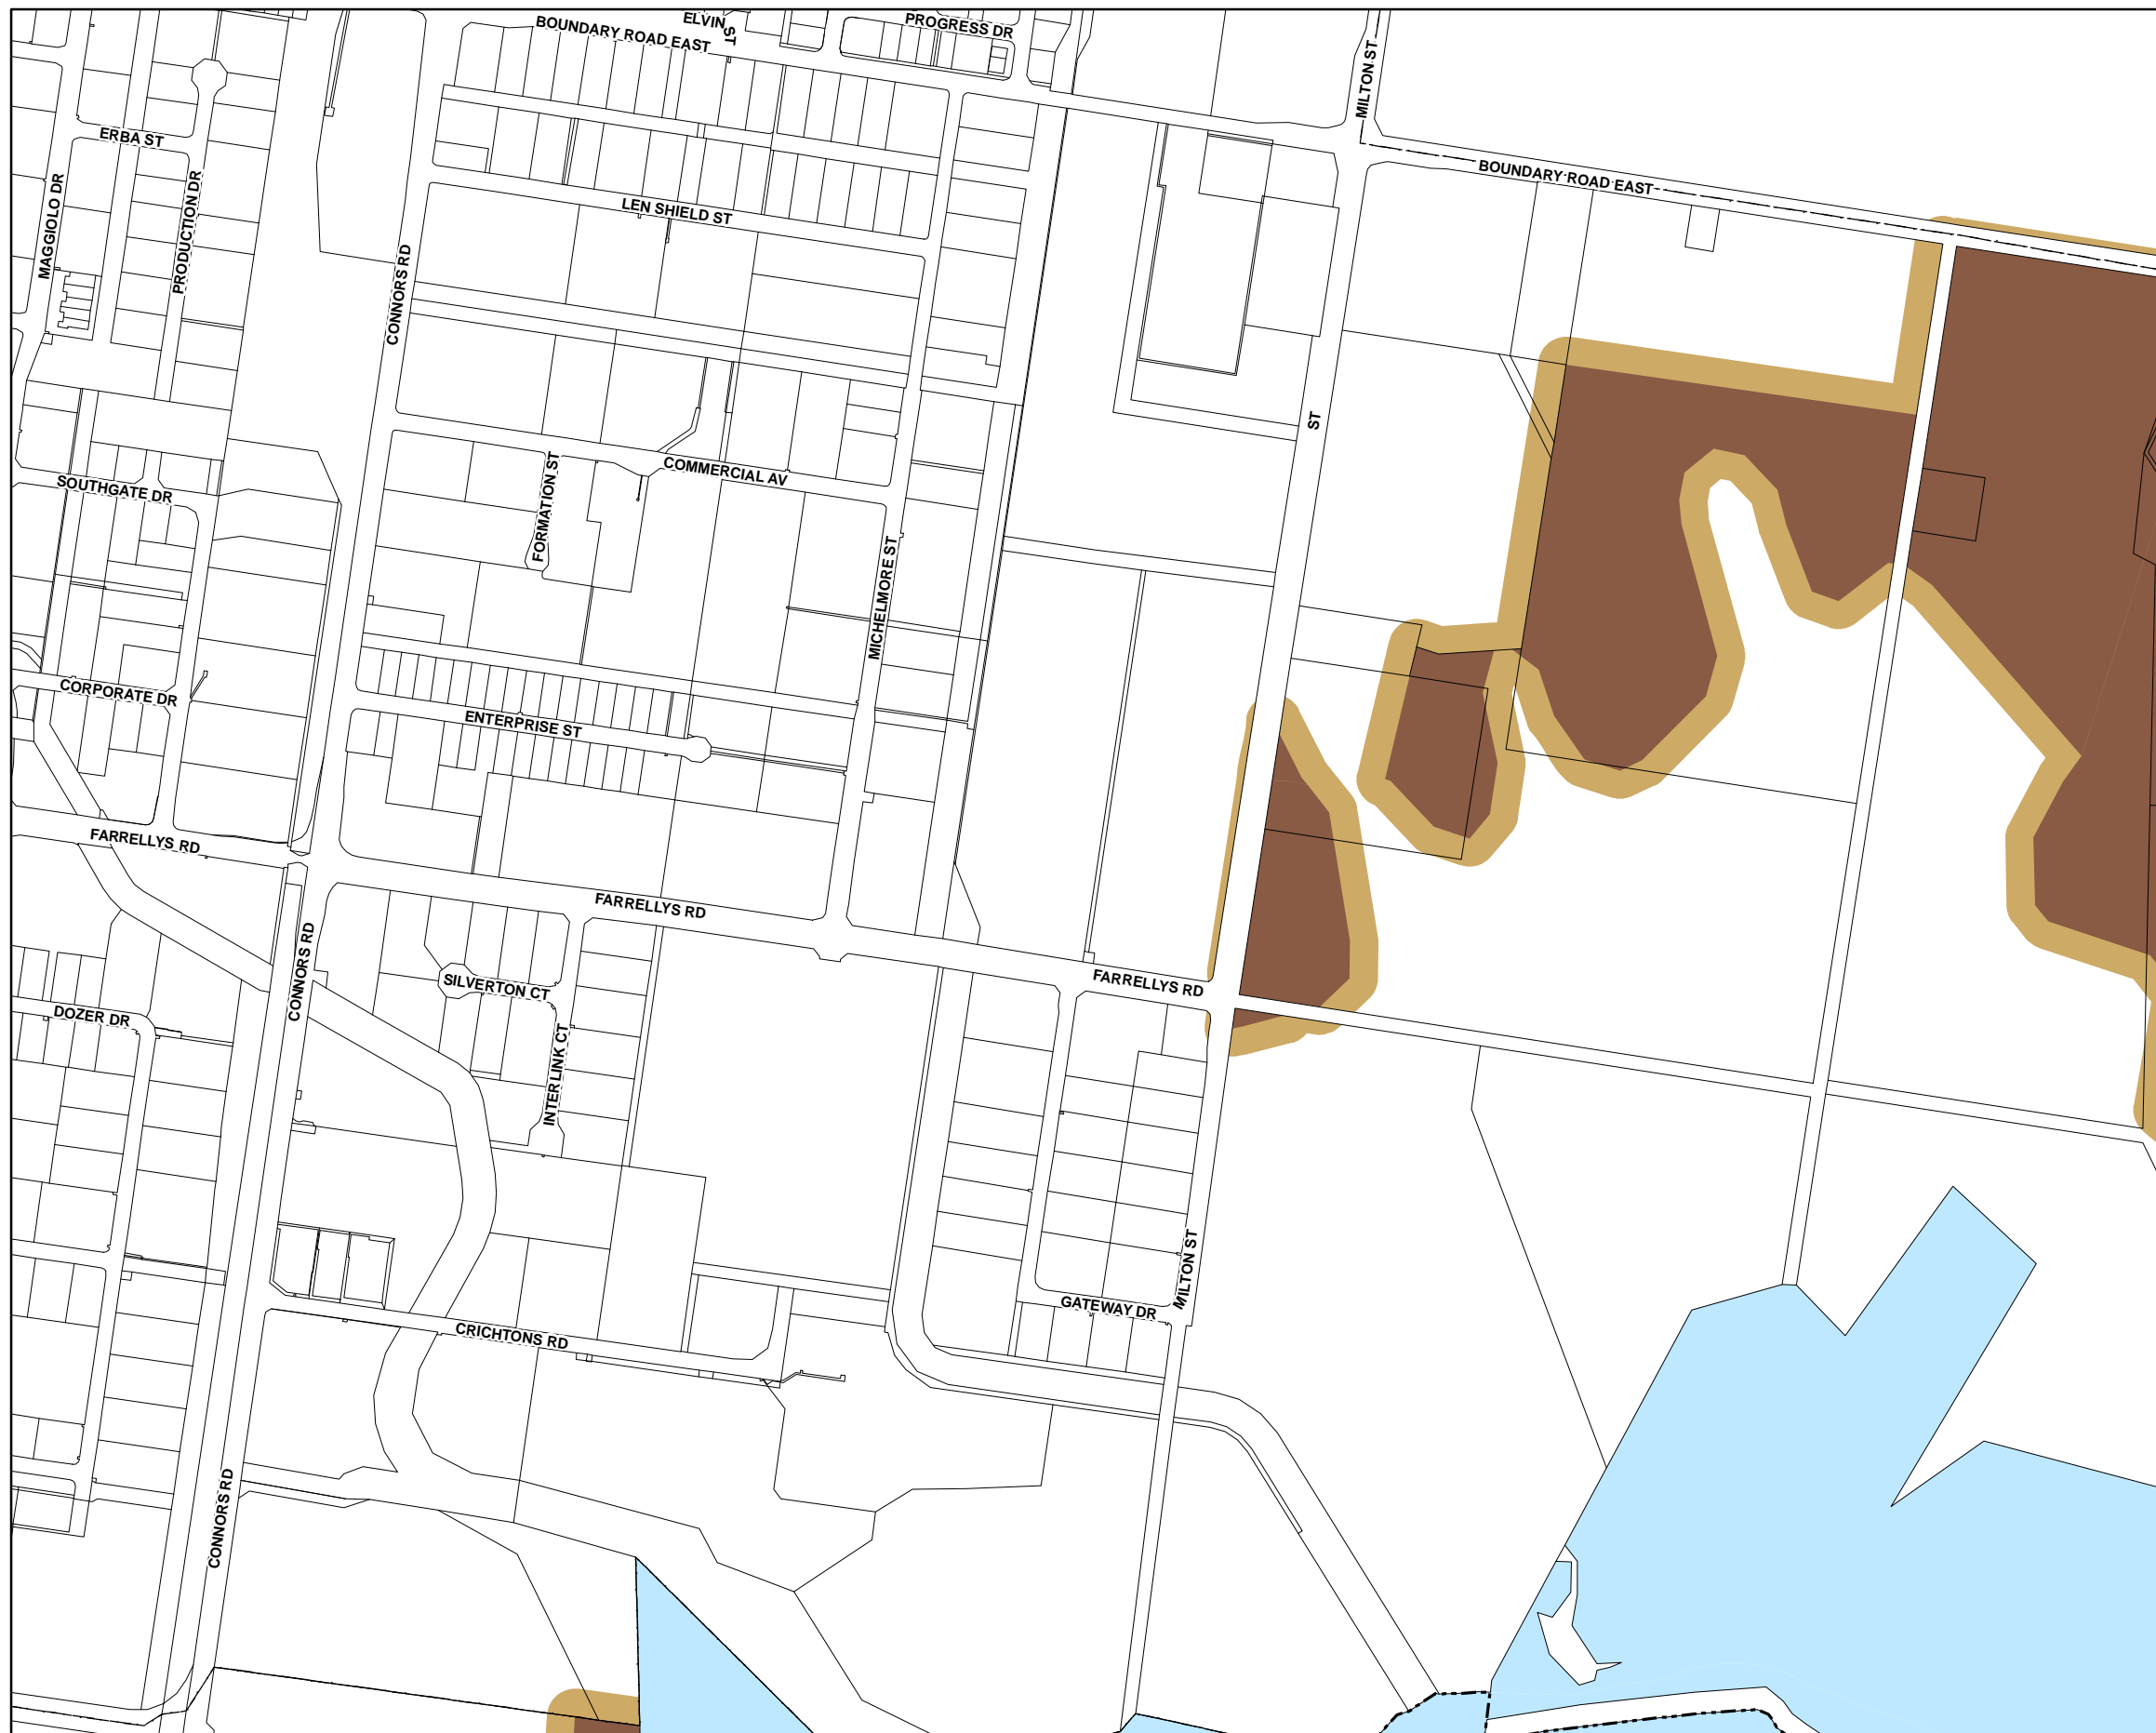 ELVIN
ST
PROGRESS DR
BOUNDARY ROAD EAST
MILTON ST
ERBA ST
BOUNDARY ROAD EAST
MAGGIOLO DR
PRODUCTION DR
LEN SHIELD ST
CONNORS RD
ST
COMMERCIAL AV
SOUTHGATE DR
FORMATION ST
MICHELMORE ST
CORPORATE DR
ENTERPRISE ST
FARRELLYS RD
FARRELLYS RD
CONNORS RD
SILVERTON CT
FARRELLYS RD
DOZER DR
INTERLINK CT
MILTON ST
GATEWAY DR
CRICHTONS RD
CONNORS RD